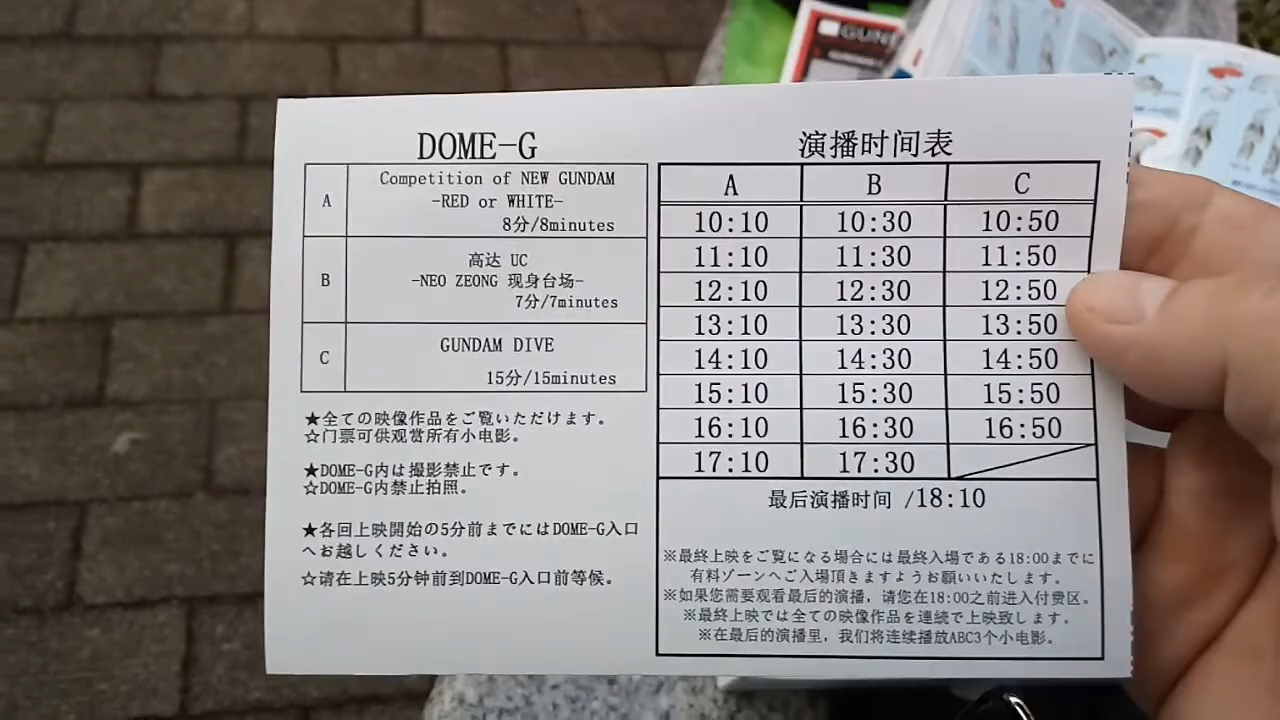 GUN
DOME-G
A
Competition of NEW GUNDAM
-RED or WHITE-
8分/8minutes
B
高达 UC
-NEO ZEONG 现身台场-
7分/7minutes
C
GUNDAM DIVE
15分/15minutes
★全ての映像作品をご覧いただけます。
☆门票可供观赏所有小电影。
★DOME-G内は撮影禁止です。
☆DOME-G内禁止拍照。
★各回上映開始の5分前までにはDOME-G入口
へお越しください。
☆请在上映5分钟前到DOME-G入口前等候。
演播时间表
A B C
10:10 10:30 10:50
11:10 11:30 11:50
12:10 12:30 12:50
13:10 13:30 13:50
14:10 14:30 14:50
15:10 15:30 15:50
16:10 16:30 16:50
17:10 17:30
最后演播时间 /18:10
※最終上映をご覧になる場合には最終入場である18:00までに
有料ゾーンへご入場頂きますようお願いいたします。
※如果您需要观看最后的演播，请您在18:00之前进入付费区。
※最終上映では全ての映像作品を連続で上映致します。
※在最后的演播里，我们将连续播放ABC3个小电影。